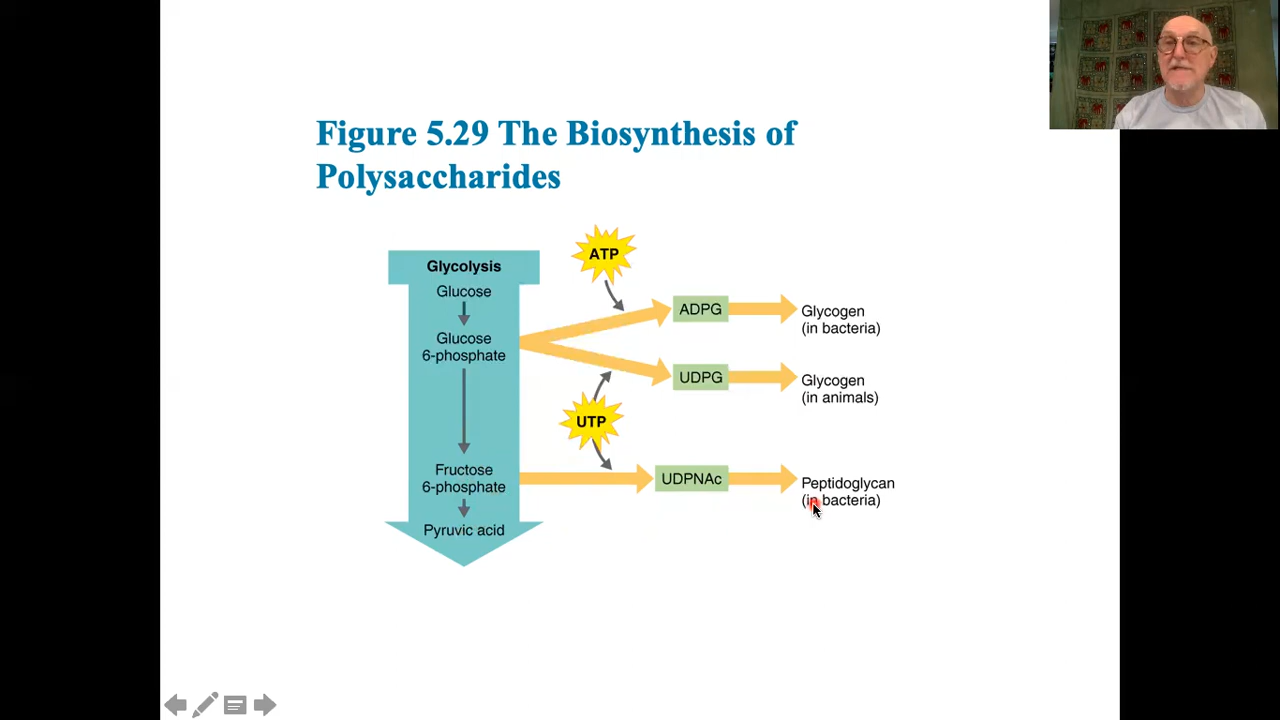 Figure 5.29 The Biosynthesis of
Polysaccharides
Glycolysis
Glucose
Glucose
6-phosphate
Fructose
6-phosphate
Pyruvic acid
ATP
ADPG
Glycogen
(in bacteria)
UDPG
Glycogen
(in animals)
UTP
UDPNAc
Peptidoglycan
(in bacteria)